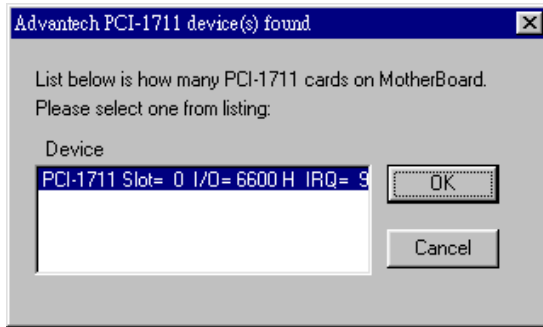 Advantech PCI-1711 device(s) found
List below is how many PCI-1711 cards on MotherBoard.
Please select one from listing:
Device
PCI-1711 Slot= 0 I/O= 6600 H IRQ= 9
OK
Cancel